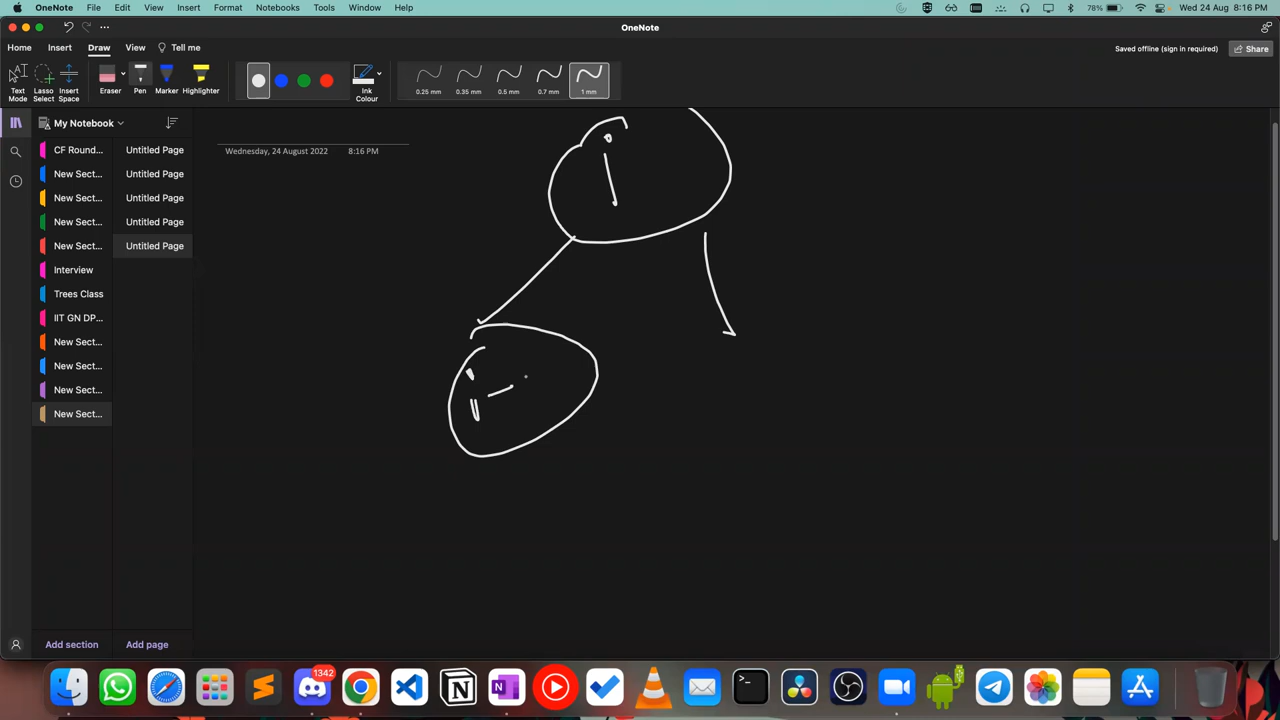 OneNote File Edit View Insert Format Notebooks Tools Window Help 78% Wed 24 Aug 8:16 PM
OneNote
Home Insert Draw View Tell me Saved offline (sign in required) Share
Text Mode Lasso Select Insert Space Eraser Pen Marker Highlighter Ink Colour 0.25 mm 0.35 mm 0.5 mm 0.7 mm 1 mm
My Notebook
CF Round... Untitled Page
Wednesday, 24 August 2022 8:16 PM
New Sect... Untitled Page
New Sect... Untitled Page
New Sect... Untitled Page
New Sect... Untitled Page
Interview
Trees Class
IIT GN DP...
New Sect...
New Sect...
New Sect...
New Sect...
i
i -
Add section Add page
1342